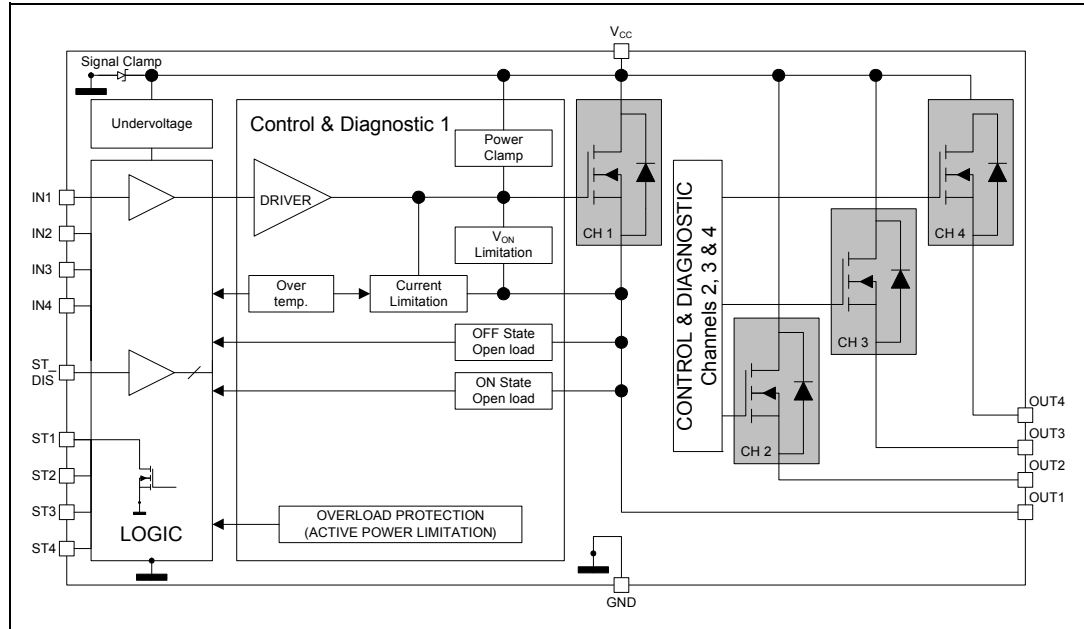 V_CC
Signal Clamp
Undervoltage
Control & Diagnostic 1
Power
Clamp
IN1
DRIVER
CH 1
CH 4
IN2
V_ON
Limitation
IN3
Over
temp.
Current
Limitation
IN4
CONTROL & DIAGNOSTIC
Channels 2, 3 & 4
CH 3
OFF State
Open load
ST_
DIS
ON State
Open load
CH 2
OUT4
OUT3
OUT2
OUT1
ST1
ST2
ST3
ST4
LOGIC
OVERLOAD PROTECTION
(ACTIVE POWER LIMITATION)
GND